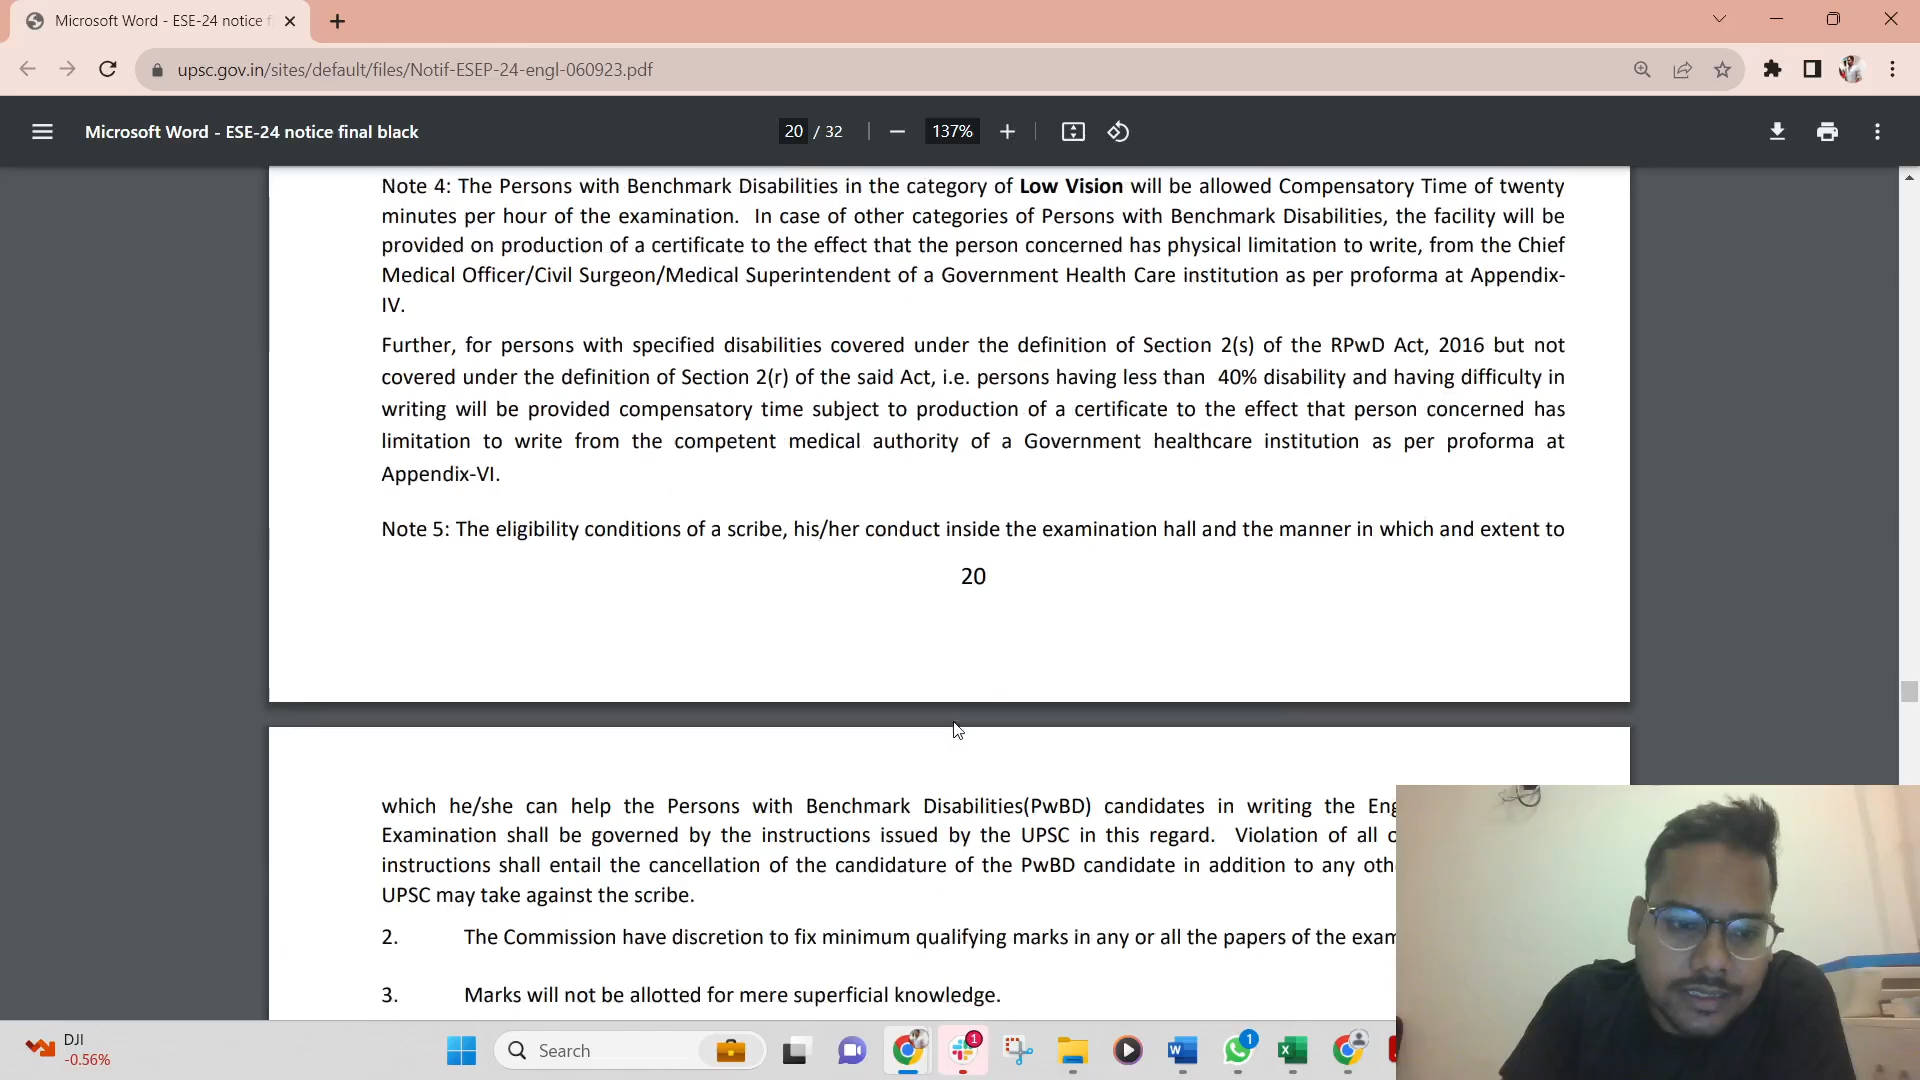 Microsoft Word - ESE-24 notice f
upsc.gov.in/sites/default/files/Notif-ESEP-24-engl-060923.pdf
Microsoft Word - ESE-24 notice final black
20 / 32
137%
Note 4: The Persons with Benchmark Disabilities in the category of Low Vision will be allowed Compensatory Time of twenty
minutes per hour of the examination. In case of other categories of Persons with Benchmark Disabilities, the facility will be
provided on production of a certificate to the effect that the person concerned has physical limitation to write, from the Chief
Medical Officer/Civil Surgeon/Medical Superintendent of a Government Health Care institution as per proforma at Appendix-
IV.
Further, for persons with specified disabilities covered under the definition of Section 2(s) of the RPwD Act, 2016 but not
covered under the definition of Section 2(r) of the said Act, i.e. persons having less than 40% disability and having difficulty in
writing will be provided compensatory time subject to production of a certificate to the effect that person concerned has
limitation to write from the competent medical authority of a Government healthcare institution as per proforma at
Appendix-VI.
Note 5: The eligibility conditions of a scribe, his/her conduct inside the examination hall and the manner in which and extent to
20
which he/she can help the Persons with Benchmark Disabilities(PwBD) candidates in writing the Eng
Examination shall be governed by the instructions issued by the UPSC in this regard. Violation of all o
instructions shall entail the cancellation of the candidature of the PwBD candidate in addition to any oth
UPSC may take against the scribe.
2. The Commission have discretion to fix minimum qualifying marks in any or all the papers of the exam
3. Marks will not be allotted for mere superficial knowledge.
DJI
-0.56%
Search
1
1